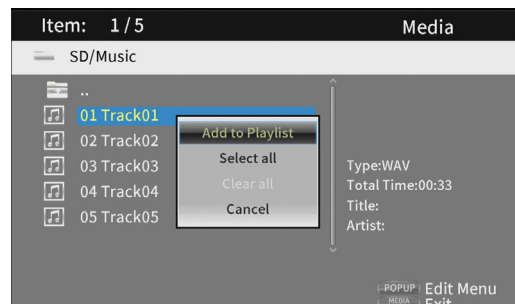 Item: 1/5 Media
SD/Music
..
01 Track01
02 Track02
03 Track03
04 Track04
05 Track05
Add to Playlist
Select all
Clear all
Cancel
Type:WAV
Total Time:00:33
Title:
Artist:
POPUP Edit Menu
MEDIA Exit